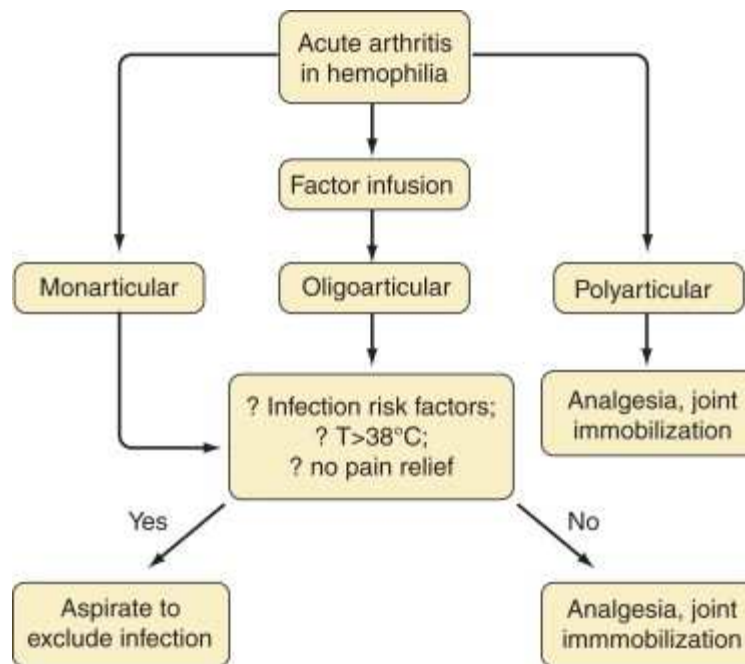 Acute arthritis
in hemophilia
Factor infusion
Monarticular
Oligoarticular
Polyarticular
? Infection risk factors;
? T>38°C;
? no pain relief
Analgesia, joint
immobilization
Yes
No
Aspirate to
exclude infection
Analgesia, joint
immmobilization